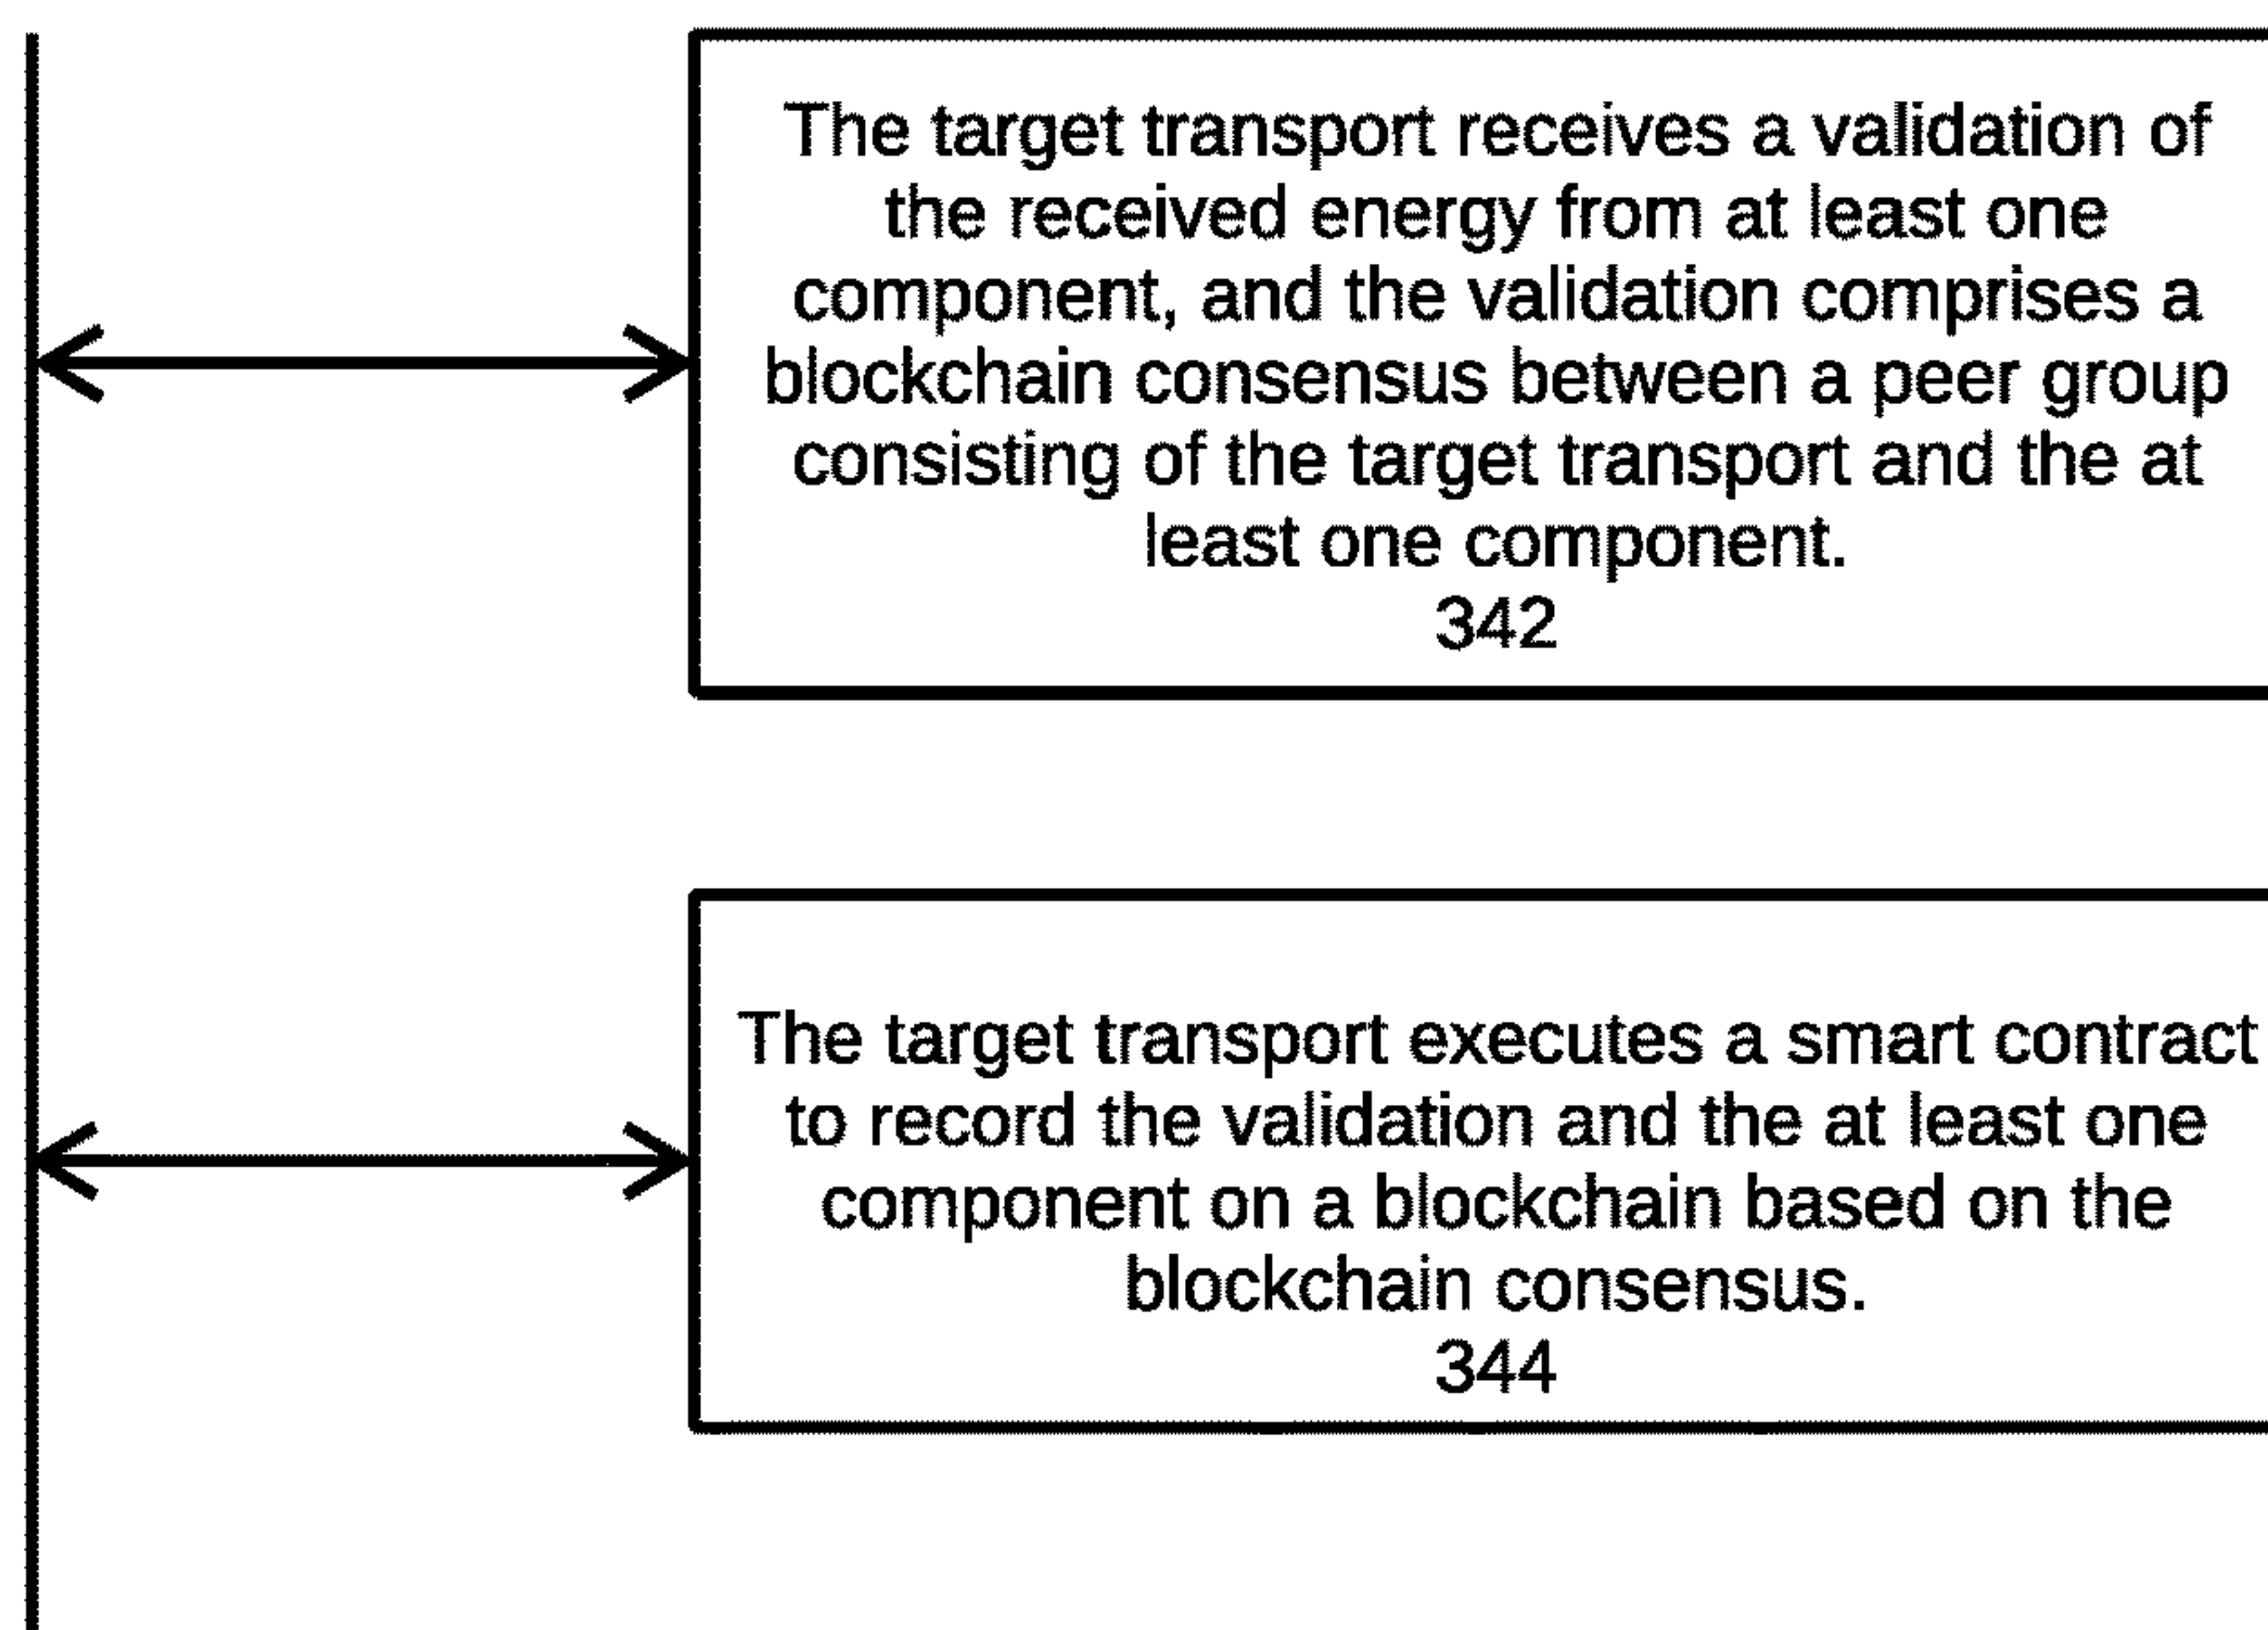 The target transport receives a validation of
the received energy from at least one
component, and the validation comprises a
blockchain consensus between a peer group
consisting of the target transport and the at
least one component.
342
The target transport executes a smart contract
to record the validation and the at least one
component on a blockchain based on the
blockchain consensus.
344